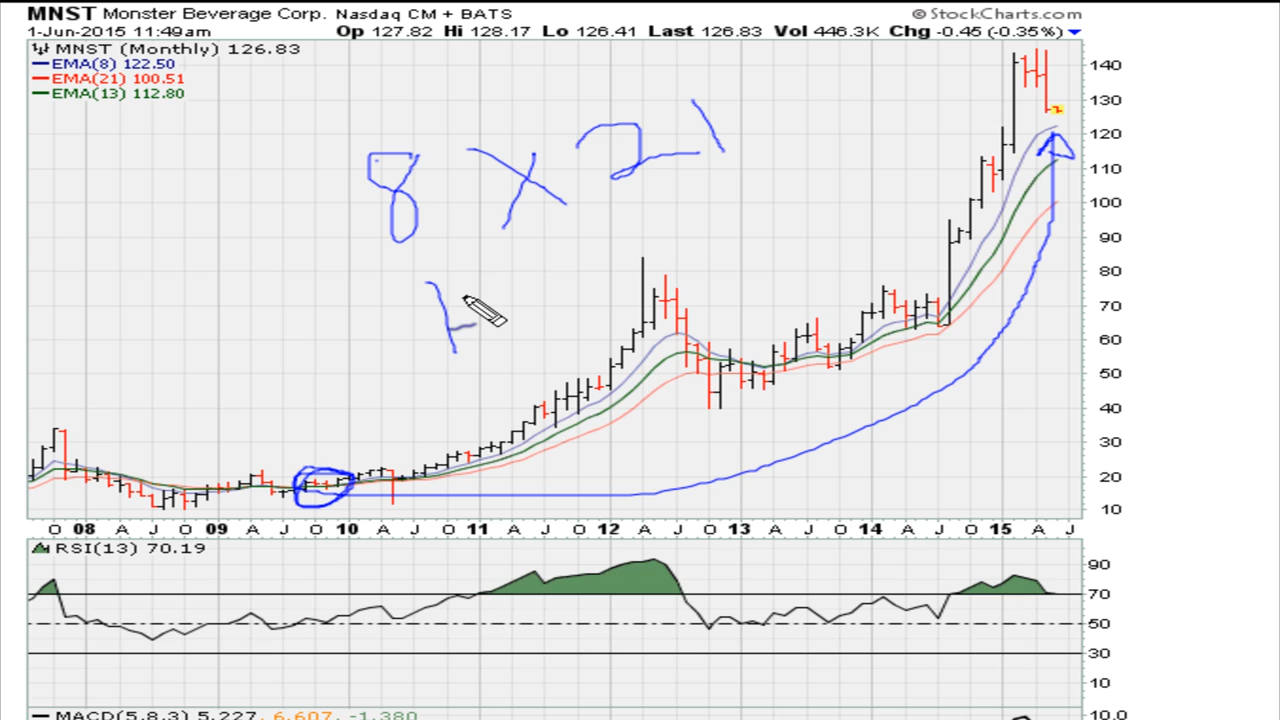 MNST Monster Beverage Corp. Nasdaq CM + BATS © StockCharts.com
1-Jun-2015 11:49am Op 127.82 Hi 128.17 Lo 126.41 Last 126.83 Vol 446.3K Chg -0.45 (-0.35%)
MNST (Monthly) 126.83
EMA(8) 122.50
EMA(21) 100.51
EMA(13) 112.80
8 X 21
140
130
120
110
100
90
80
70
60
50
40
30
20
10
O 08 A J O 09 A J O 10 A J O 11 A J O 12 A J O 13 A J O 14 A J O 15 A J
RSI(13) 70.19
90
70
50
30
10
MACD(5,8,3) 5.227, 6.607, -1.380
10.0